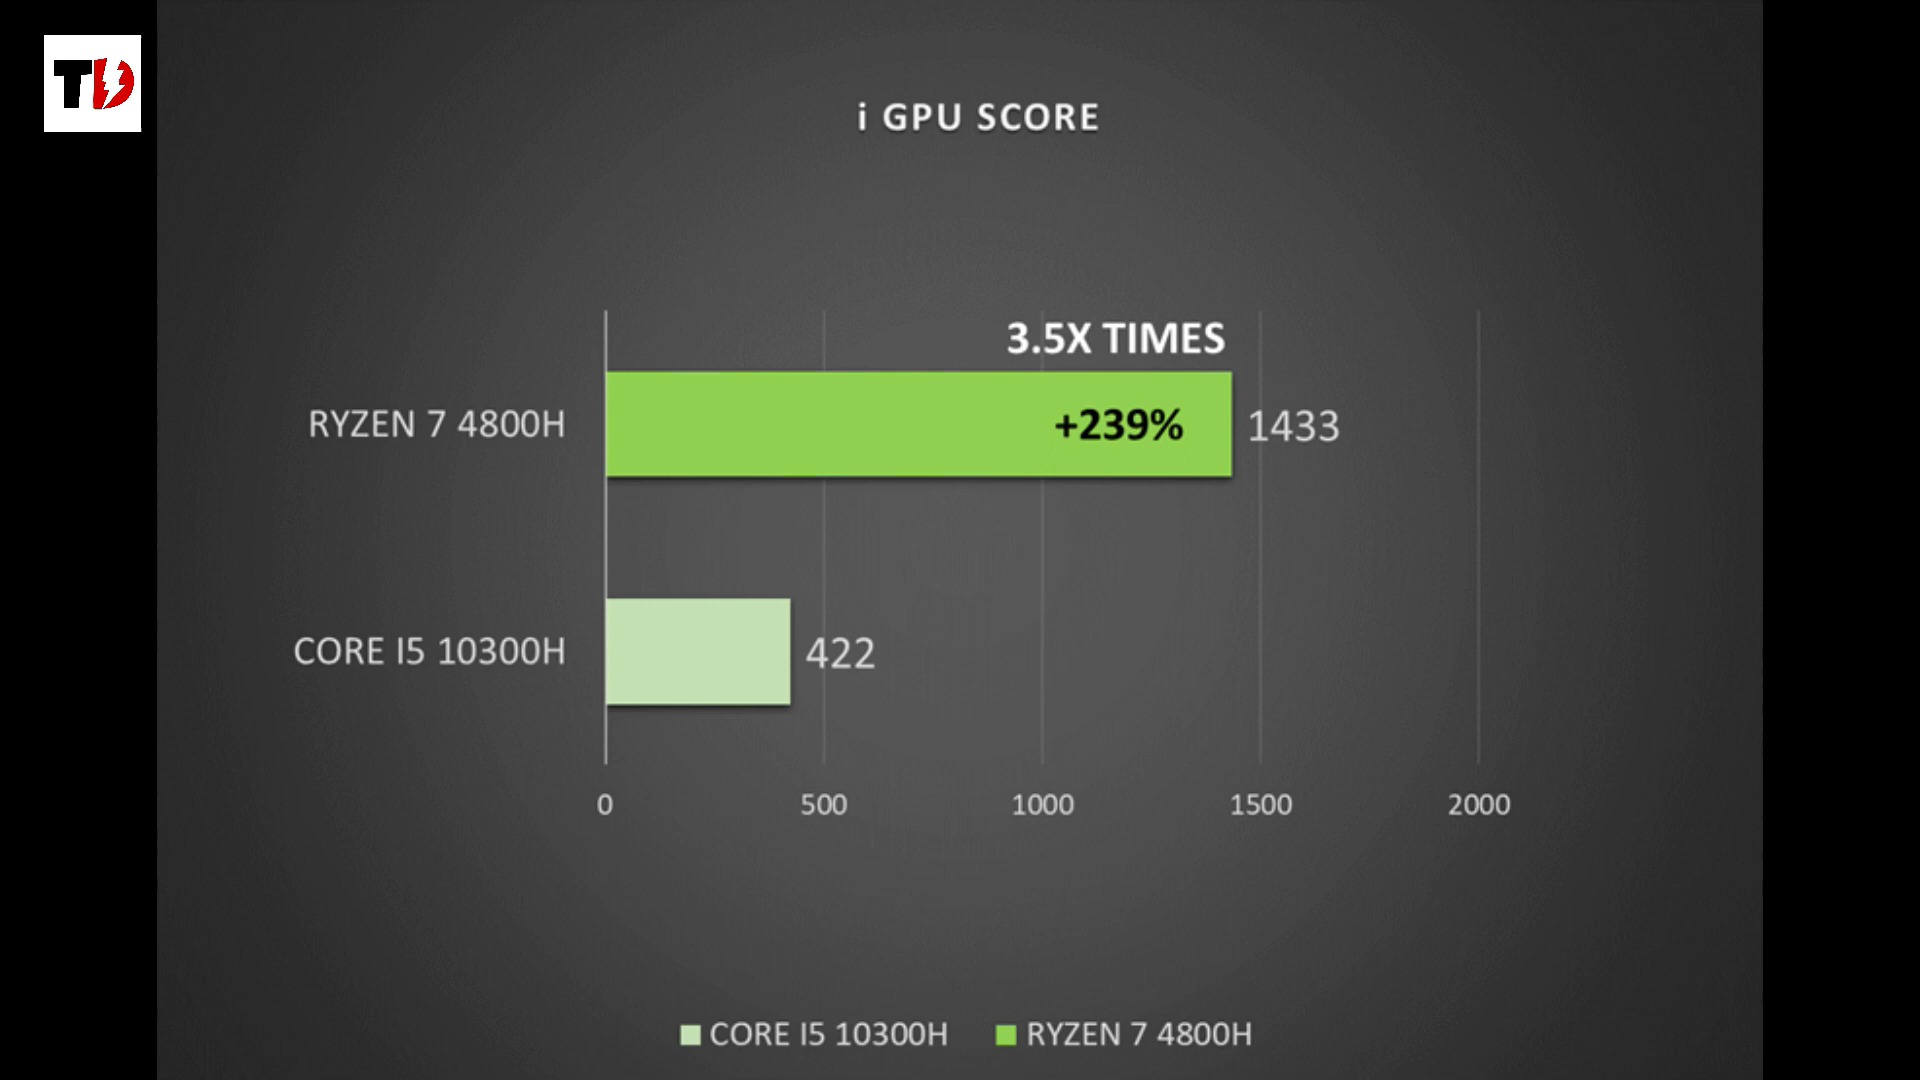 TD
i GPU SCORE
3.5X TIMES
RYZEN 7 4800H
+239%
1433
CORE I5 10300H
422
0 500 1000 1500 2000
CORE I5 10300H RYZEN 7 4800H